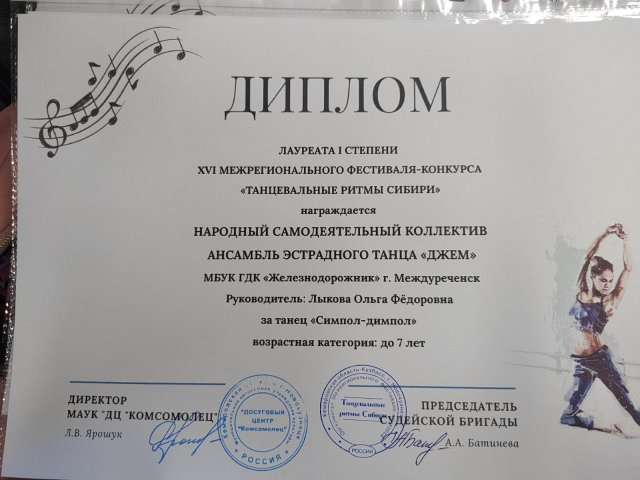 ДИПЛОМ
ЛАУРЕАТА I СТЕПЕНИ
XVI МЕЖРЕГИОНАЛЬНОГО ФЕСТИВАЛЯ-КОНКУРСА
«ТАНЦЕВАЛЬНЫЕ РИТМЫ СИБИРИ»
награждается
НАРОДНЫЙ САМОДЕЯТЕЛЬНЫЙ КОЛЛЕКТИВ
АНСАМБЛЬ ЭСТРАДНОГО ТАНЦА «ДЖЕМ»
МБУК ГДК «Железнодорожник» г. Междуреченск
Руководитель: Лыкова Ольга Фёдоровна
за танец «Симпол-димпол»
возрастная категория: до 7 лет
ДИРЕКТОР
МАУК "ДЦ "КОМСОМОЛЕЦ"
Л.В. Ярошук
"ДОСУГОВЫЙ
ЦЕНТР
"Комсомолец"
РОССИЯ
Танцевальные
ритмы Сибири
РОССИЯ
ПРЕДСЕДАТЕЛЬ
СУДЕЙСКОЙ БРИГАДЫ
А.А. Батинева